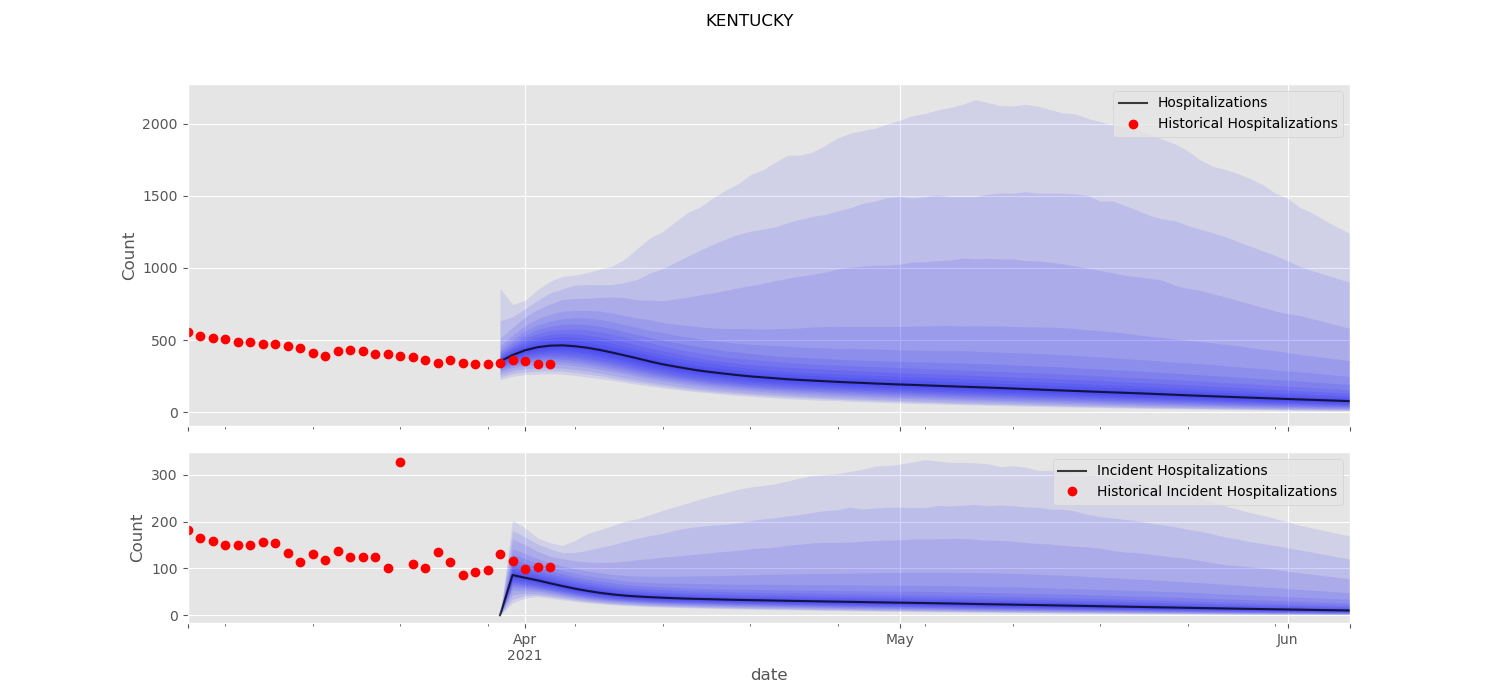 KENTUCKY
Hospitalizations
Historical Hospitalizations
2000
1500
1000
500
0
Count
Incident Hospitalizations
Historical Incident Hospitalizations
300
200
100
0
Count
Apr
2021
May
Jun
date